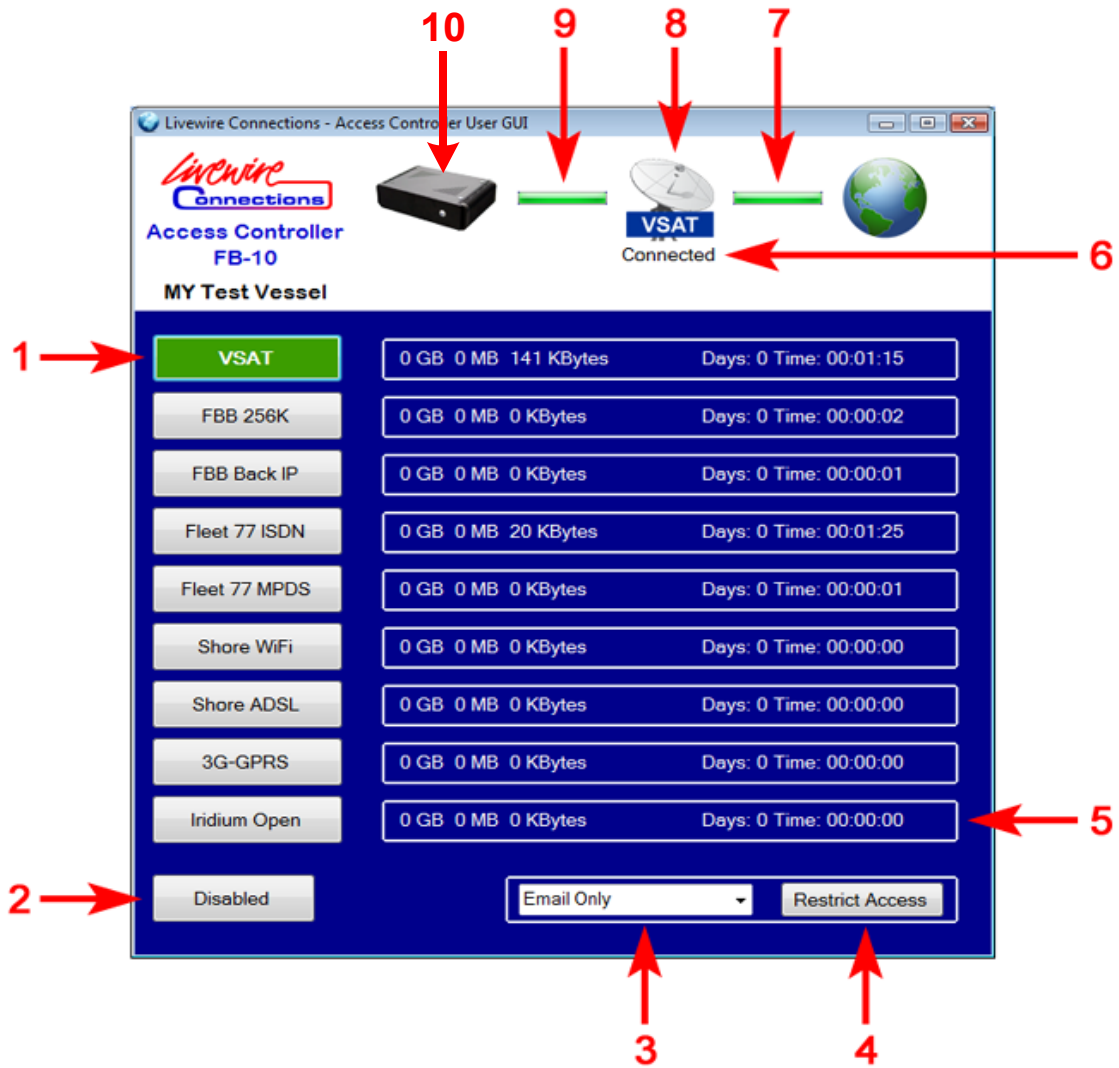 10 9 8 7
Livewire Connections - Access Controller User GUI
Livewire
Connections
Access Controller
FB-10
MY Test Vessel
VSAT
Connected
6
1
VSAT 0 GB 0 MB 141 KBytes Days: 0 Time: 00:01:15
FBB 256K 0 GB 0 MB 0 KBytes Days: 0 Time: 00:00:02
FBB Back IP 0 GB 0 MB 0 KBytes Days: 0 Time: 00:00:01
Fleet 77 ISDN 0 GB 0 MB 20 KBytes Days: 0 Time: 00:01:25
Fleet 77 MPDS 0 GB 0 MB 0 KBytes Days: 0 Time: 00:00:01
Shore WiFi 0 GB 0 MB 0 KBytes Days: 0 Time: 00:00:00
Shore ADSL 0 GB 0 MB 0 KBytes Days: 0 Time: 00:00:00
3G-GPRS 0 GB 0 MB 0 KBytes Days: 0 Time: 00:00:00
Iridium Open 0 GB 0 MB 0 KBytes Days: 0 Time: 00:00:00
5
2
Disabled Email Only Restrict Access
3 4